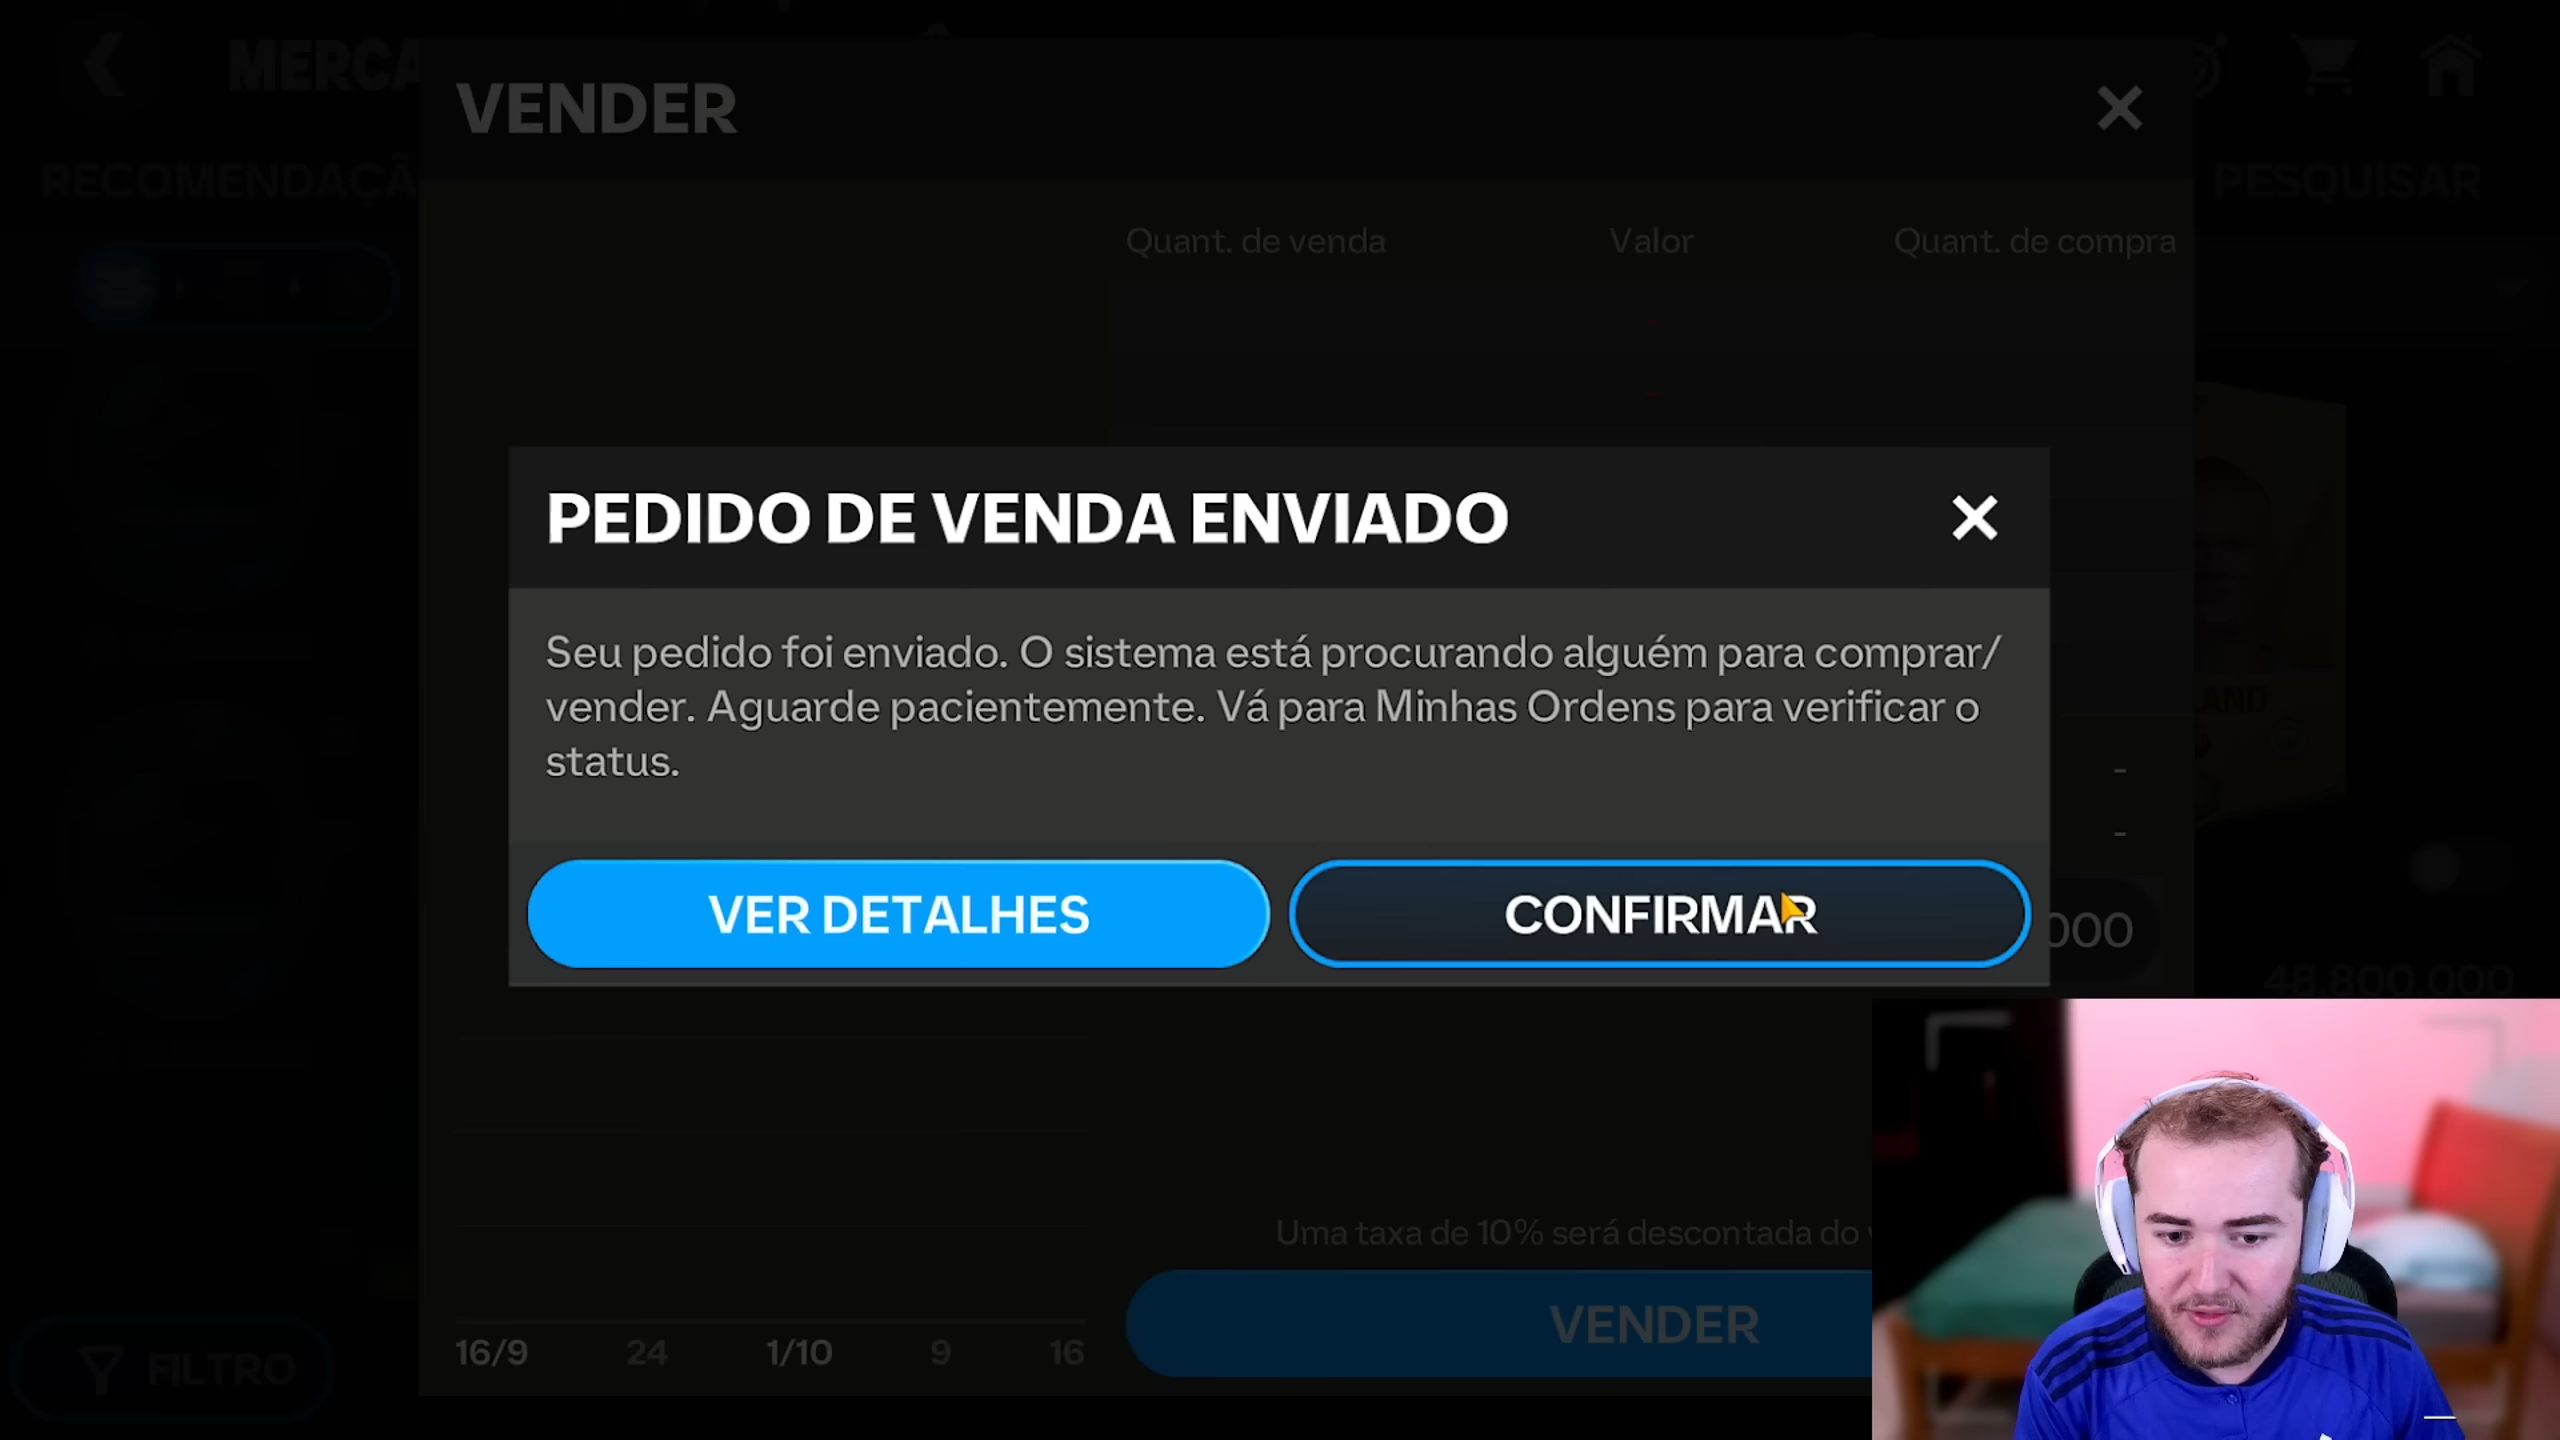 MERCA
VENDER
RECOMENDAÇÃ
PESQUISAR
Quant. de venda
Valor
Quant. de compra
-
-
PEDIDO DE VENDA ENVIADO
Seu pedido foi enviado. O sistema está procurando alguém para comprar/
vender. Aguarde pacientemente. Vá para Minhas Ordens para verificar o
status.
LAND
-
-
VER DETALHES
CONFIRMAR
000
48.800.000
Uma taxa de 10% será descontada do
VENDER
16/9
24
1/10
9
16
FILTRO